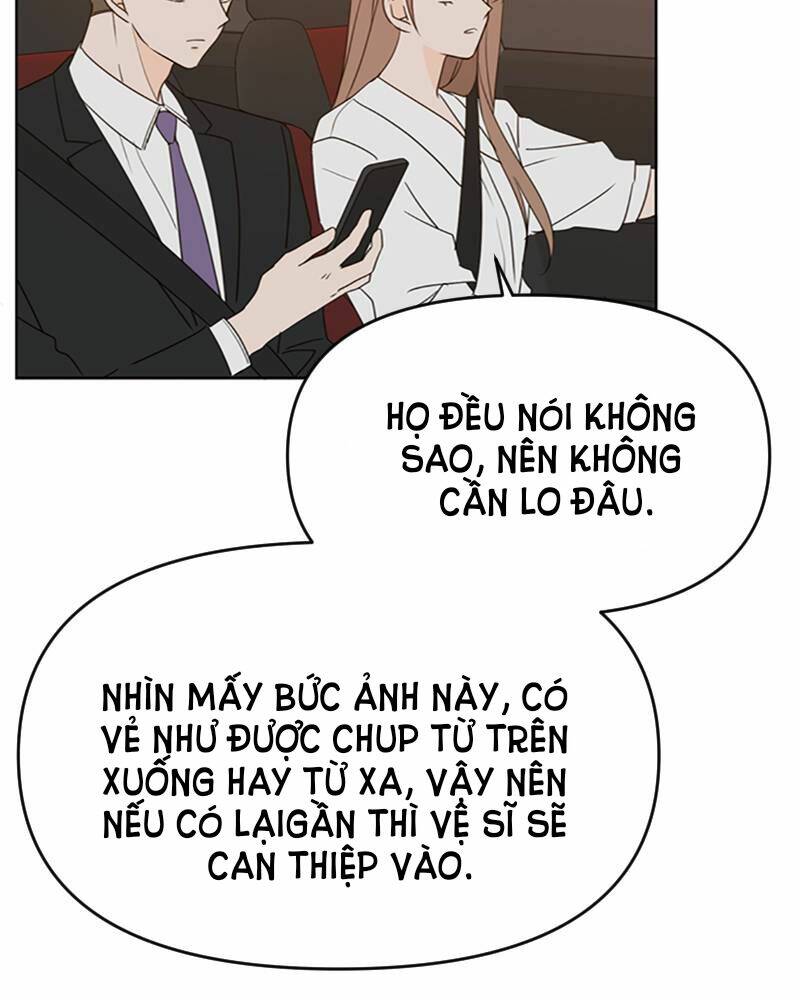 HỌ ĐỀU NÓI KHÔNG
SAO, NÊN KHÔNG
CẦN LO ĐÂU.
NHÌN MẤY BỨC ẢNH NÀY, CÓ
VẺ NHƯ ĐƯỢC CHUP TỪ TRÊN
XUỐNG HAY TỪ XA, VẬY NÊN
NẾU CÓ LẠIGẦN THÌ VỆ SĨ SẼ
CAN THIỆP VÀO.